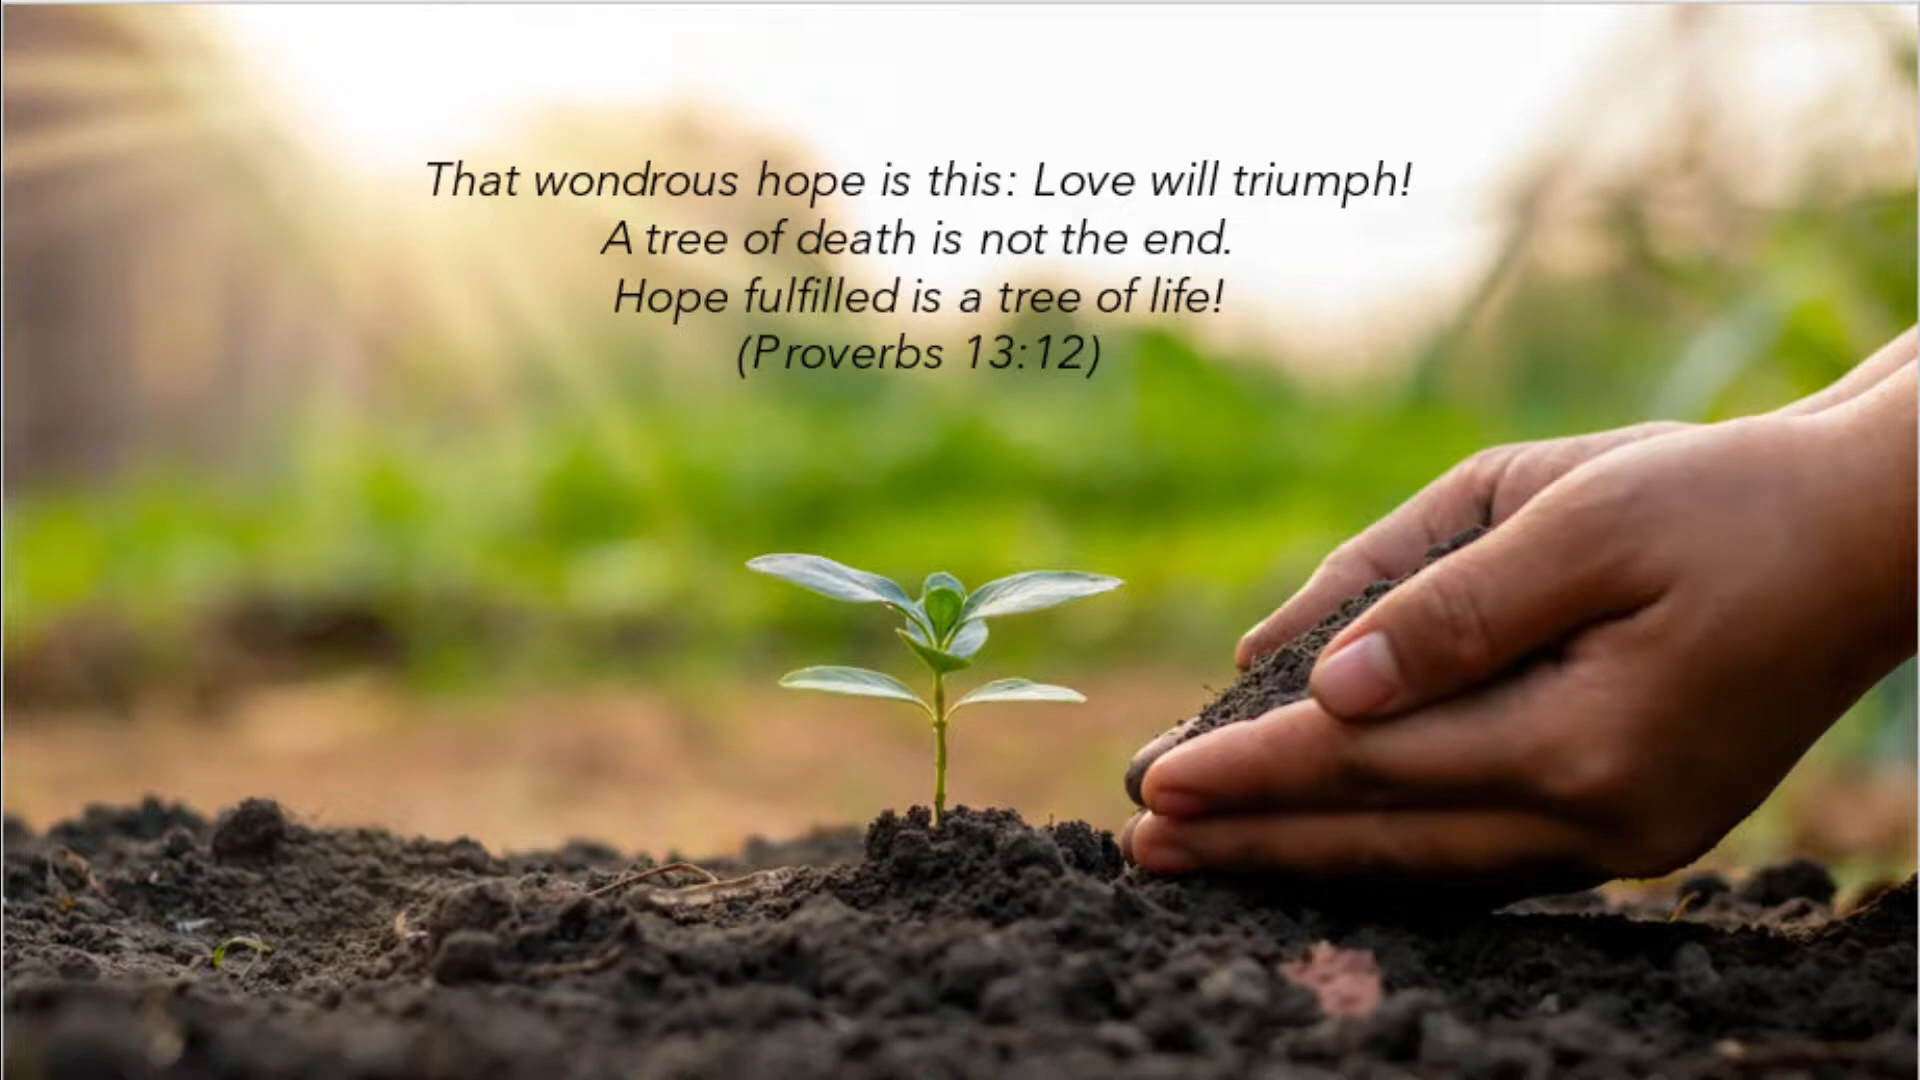 That wondrous hope is this: Love will triumph!
A tree of death is not the end.
Hope fulfilled is a tree of life!
(Proverbs 13:12)